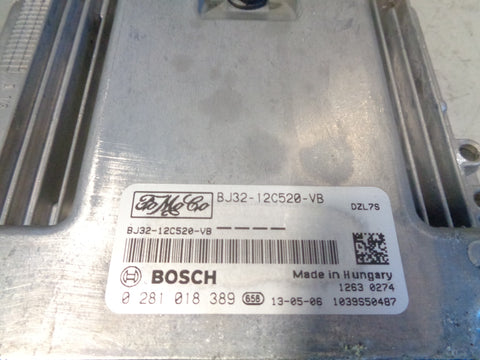 FoMoCo BJ32-12C520-VB
DZL7S
BJ32-12C520-VB
BOSCH
Made in Hungary
1263 0274
0 281 018 389 658 13-05-06 1039S50487